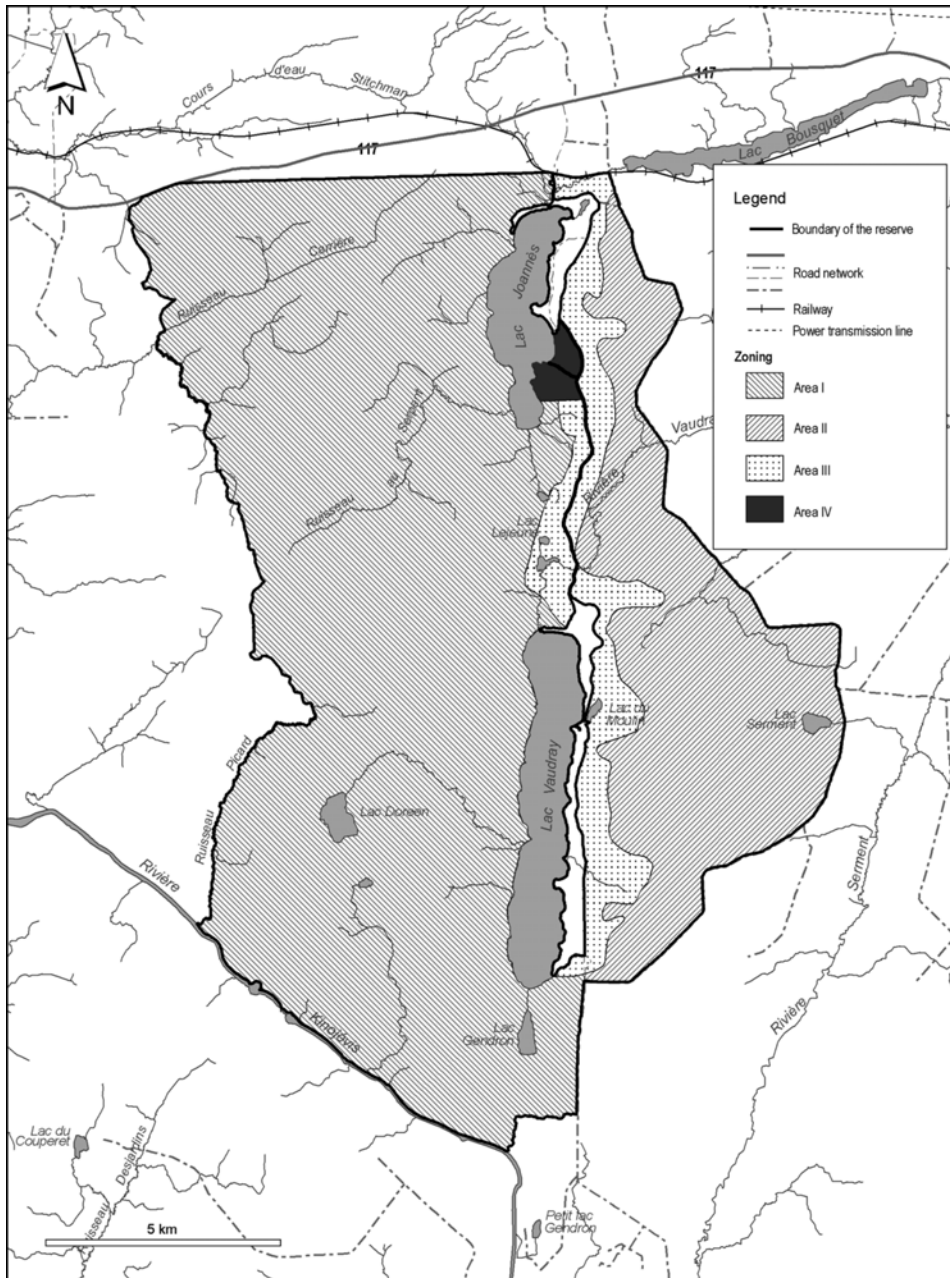 117
Cours d'eau Stitchman
N
117
Lac Bousquet
Legend
Boundary of the reserve
Road network
Railway
Power transmission line
Zoning
Area I
Area II
Area III
Area IV
Ruisseau Carrière
Lac Joannès
Ruisseau au Serpent
Rivière Vaudray
Lac
Lejeune
Lac du
Moulin
Lac
Serment
Ruisseau Picard
Lac Vaudray
Lac Doreen
Rivière Kinojévis
Rivière Serment
Lac
Gendron
Lac du
Couperet
Ruisseau Desjardins
Petit lac
Gendron
5 km